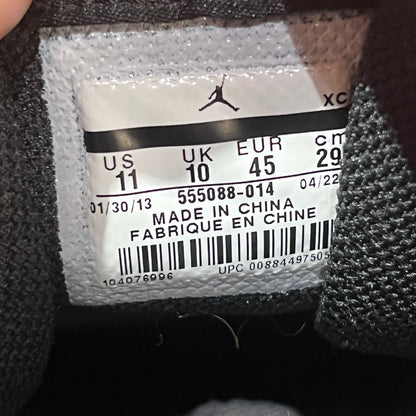 XC
US UK EUR cm
11 10 45 29
01/30/13 555088-014 04/22
MADE IN CHINA
FABRIQUE EN CHINE
104076996 UPC 00884497505